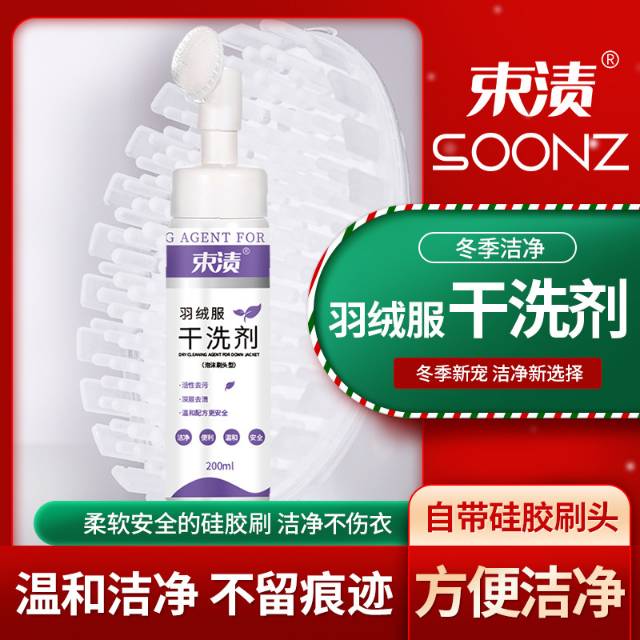 束渍®
SOONZ
冬季洁净
羽绒服干洗剂
冬季新宠 洁净新选择
G AGENT FOR
束渍®
羽绒服
干洗剂
DRY-CLEANING AGENT FOR DOWN JACKET
(泡沫刷头型)
·活性去污
·深层去渍
·温和配方更安全
洁净 便利 温和 安全
200ml
柔软安全的硅胶刷 洁净不伤衣
自带硅胶刷头
温和洁净 不留痕迹
方便洁净